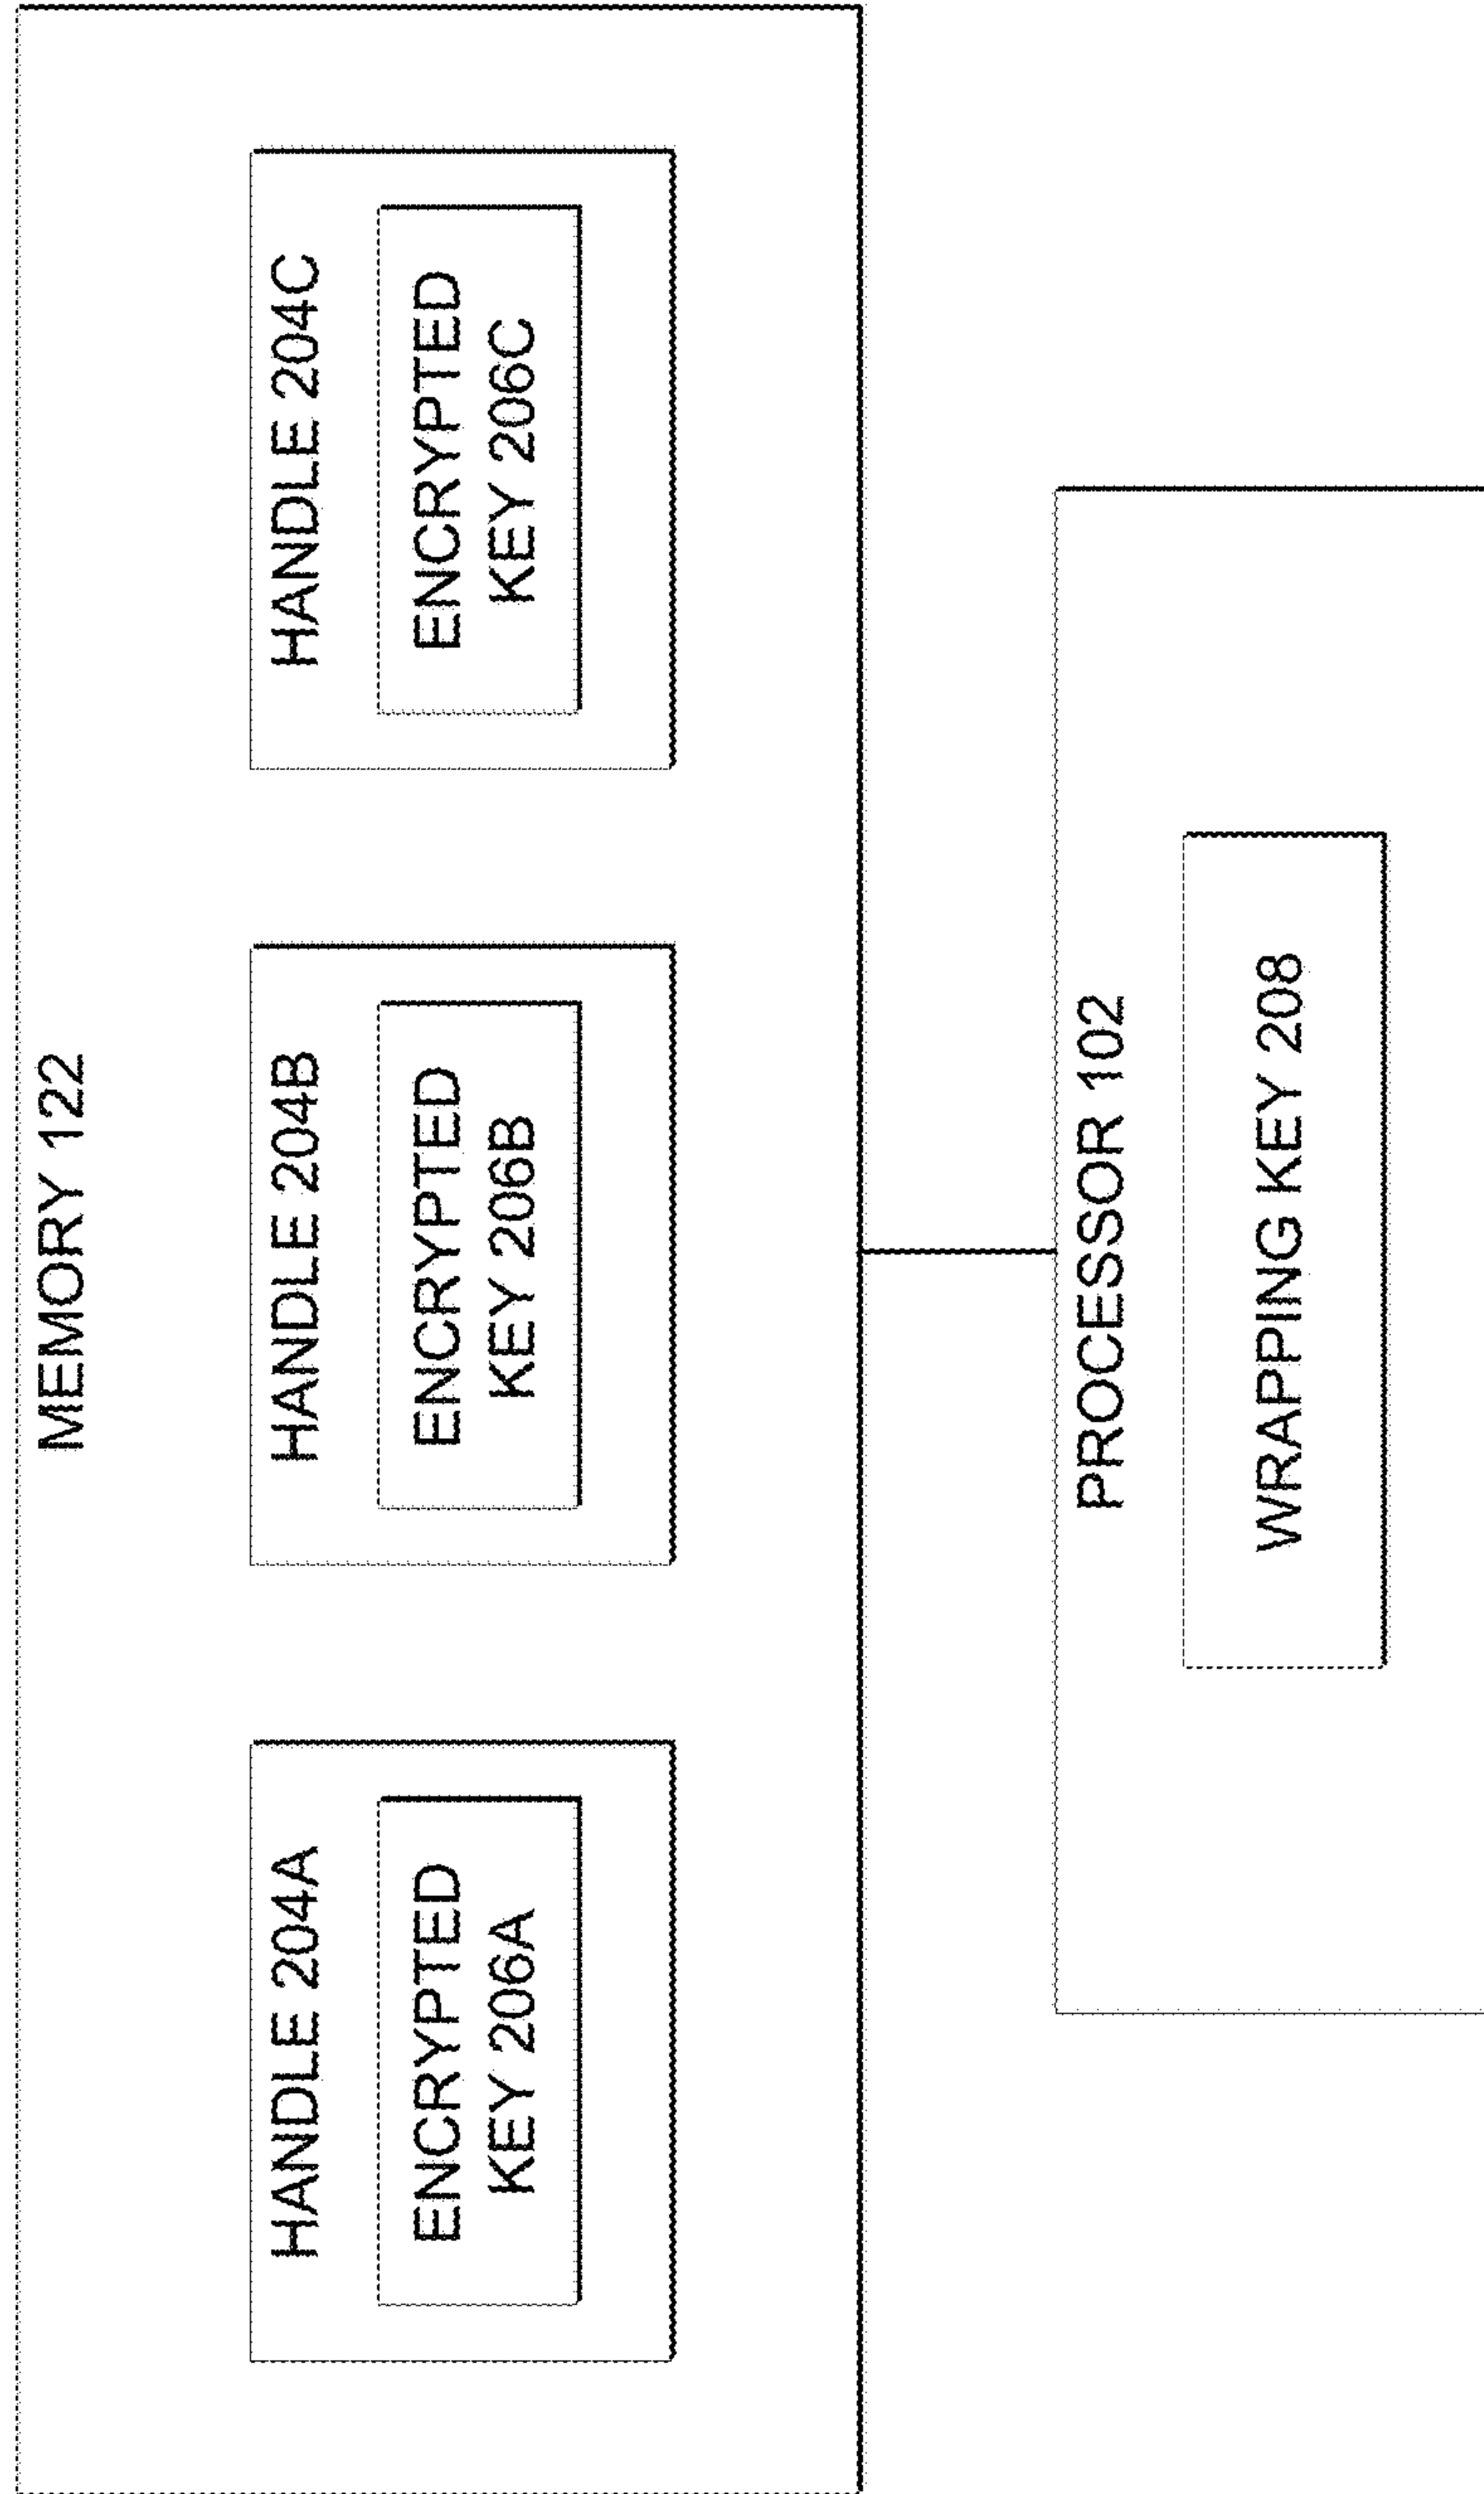 MEMORY 122
HANDLE 204A
ENCRYPTED
KEY 206A
HANDLE 204B
ENCRYPTED
KEY 206B
HANDLE 204C
ENCRYPTED
KEY 206C
PROCESSOR 102
WRAPPING KEY 208